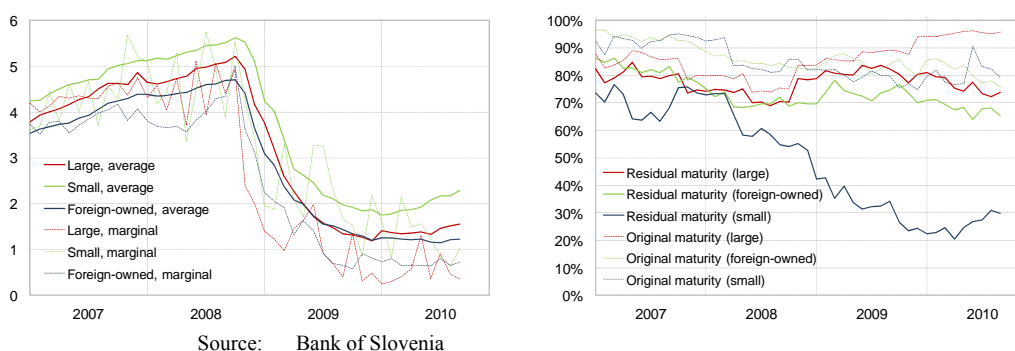 6
5
4
3
2
1
0
Large, average
Small, average
Foreign-owned, average
Large, marginal
Small, marginal
Foreign-owned, marginal
2007 2008 2009 2010
100%
90%
80%
70%
60%
50%
40%
30%
20%
10%
0%
Residual maturity (large)
Residual maturity (foreign-owned)
Residual maturity (small)
Original maturity (large)
Original maturity (foreign-owned)
Original maturity (small)
2007 2008 2009 2010
Source: Bank of Slovenia